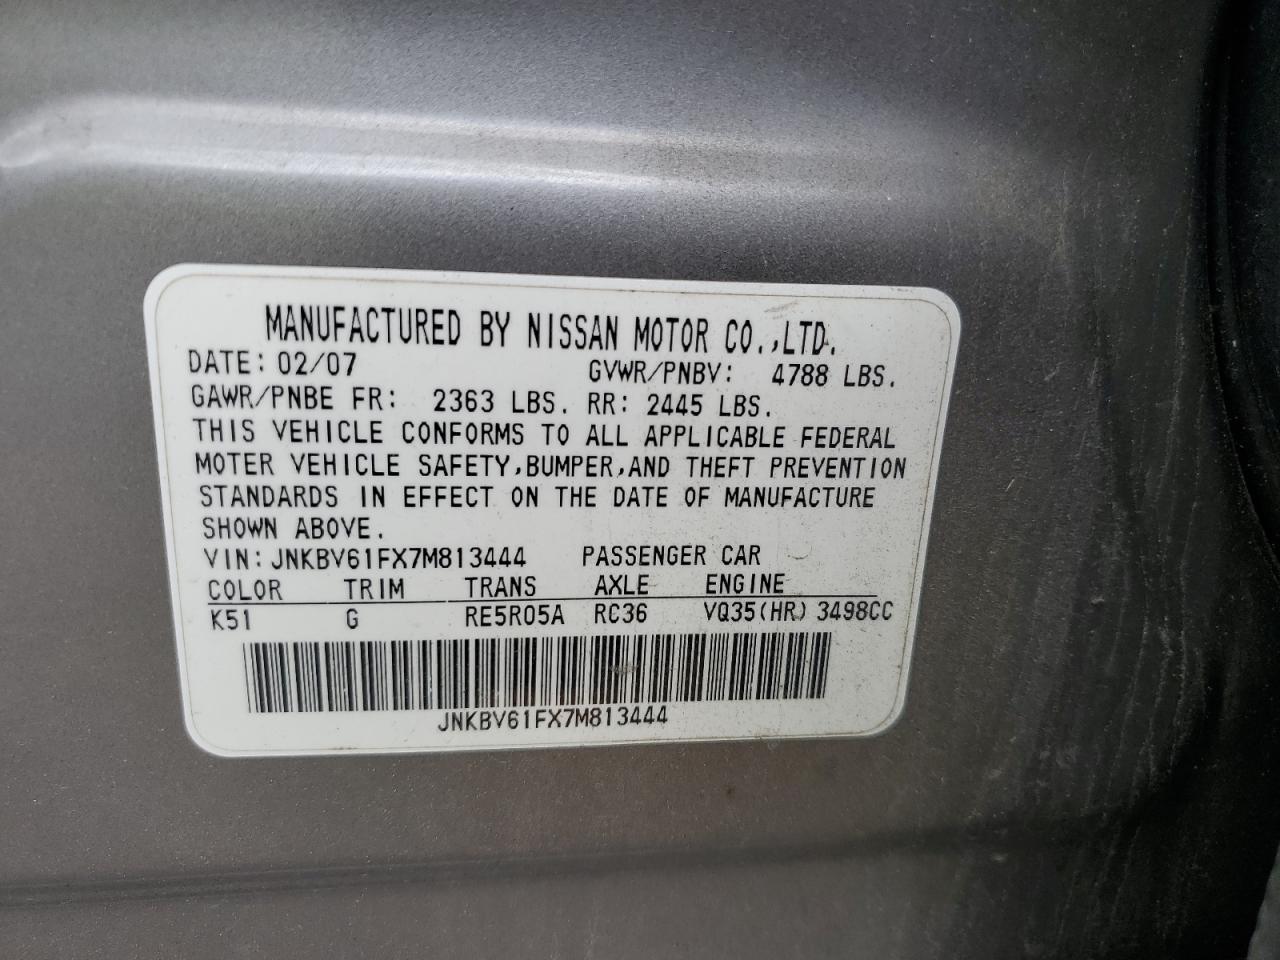 MANUFACTURED BY NISSAN MOTOR CO.,LTD.
DATE: 02/07 GVWR/PNBV: 4788 LBS.
GAWR/PNBE FR: 2363 LBS. RR: 2445 LBS.
THIS VEHICLE CONFORMS TO ALL APPLICABLE FEDERAL
MOTER VEHICLE SAFETY,BUMPER,AND THEFT PREVENTION
STANDARDS IN EFFECT ON THE DATE OF MANUFACTURE
SHOWN ABOVE.
VIN:JNKBV61FX7M813444 PASSENGER CAR
COLOR TRIM TRANS AXLE ENGINE
K51 G RE5R05A RC36 VQ35(HR) 3498CC
JNKBV61FX7M813444